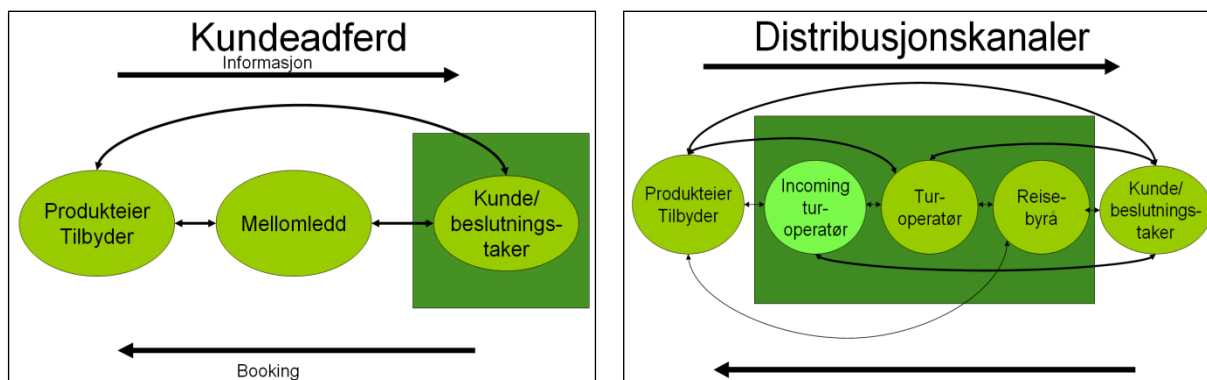 Kundeadferd
Informasjon
Produkteier
Tilbyder
Mellomledd
Kunde/
beslutnings-
taker
Booking
Distribusjonskanaler
Produkteier
Tilbyder
Incoming
tur-
operatør
Tur-
operatør
Reise-
byrå
Kunde/
beslutnings-
taker